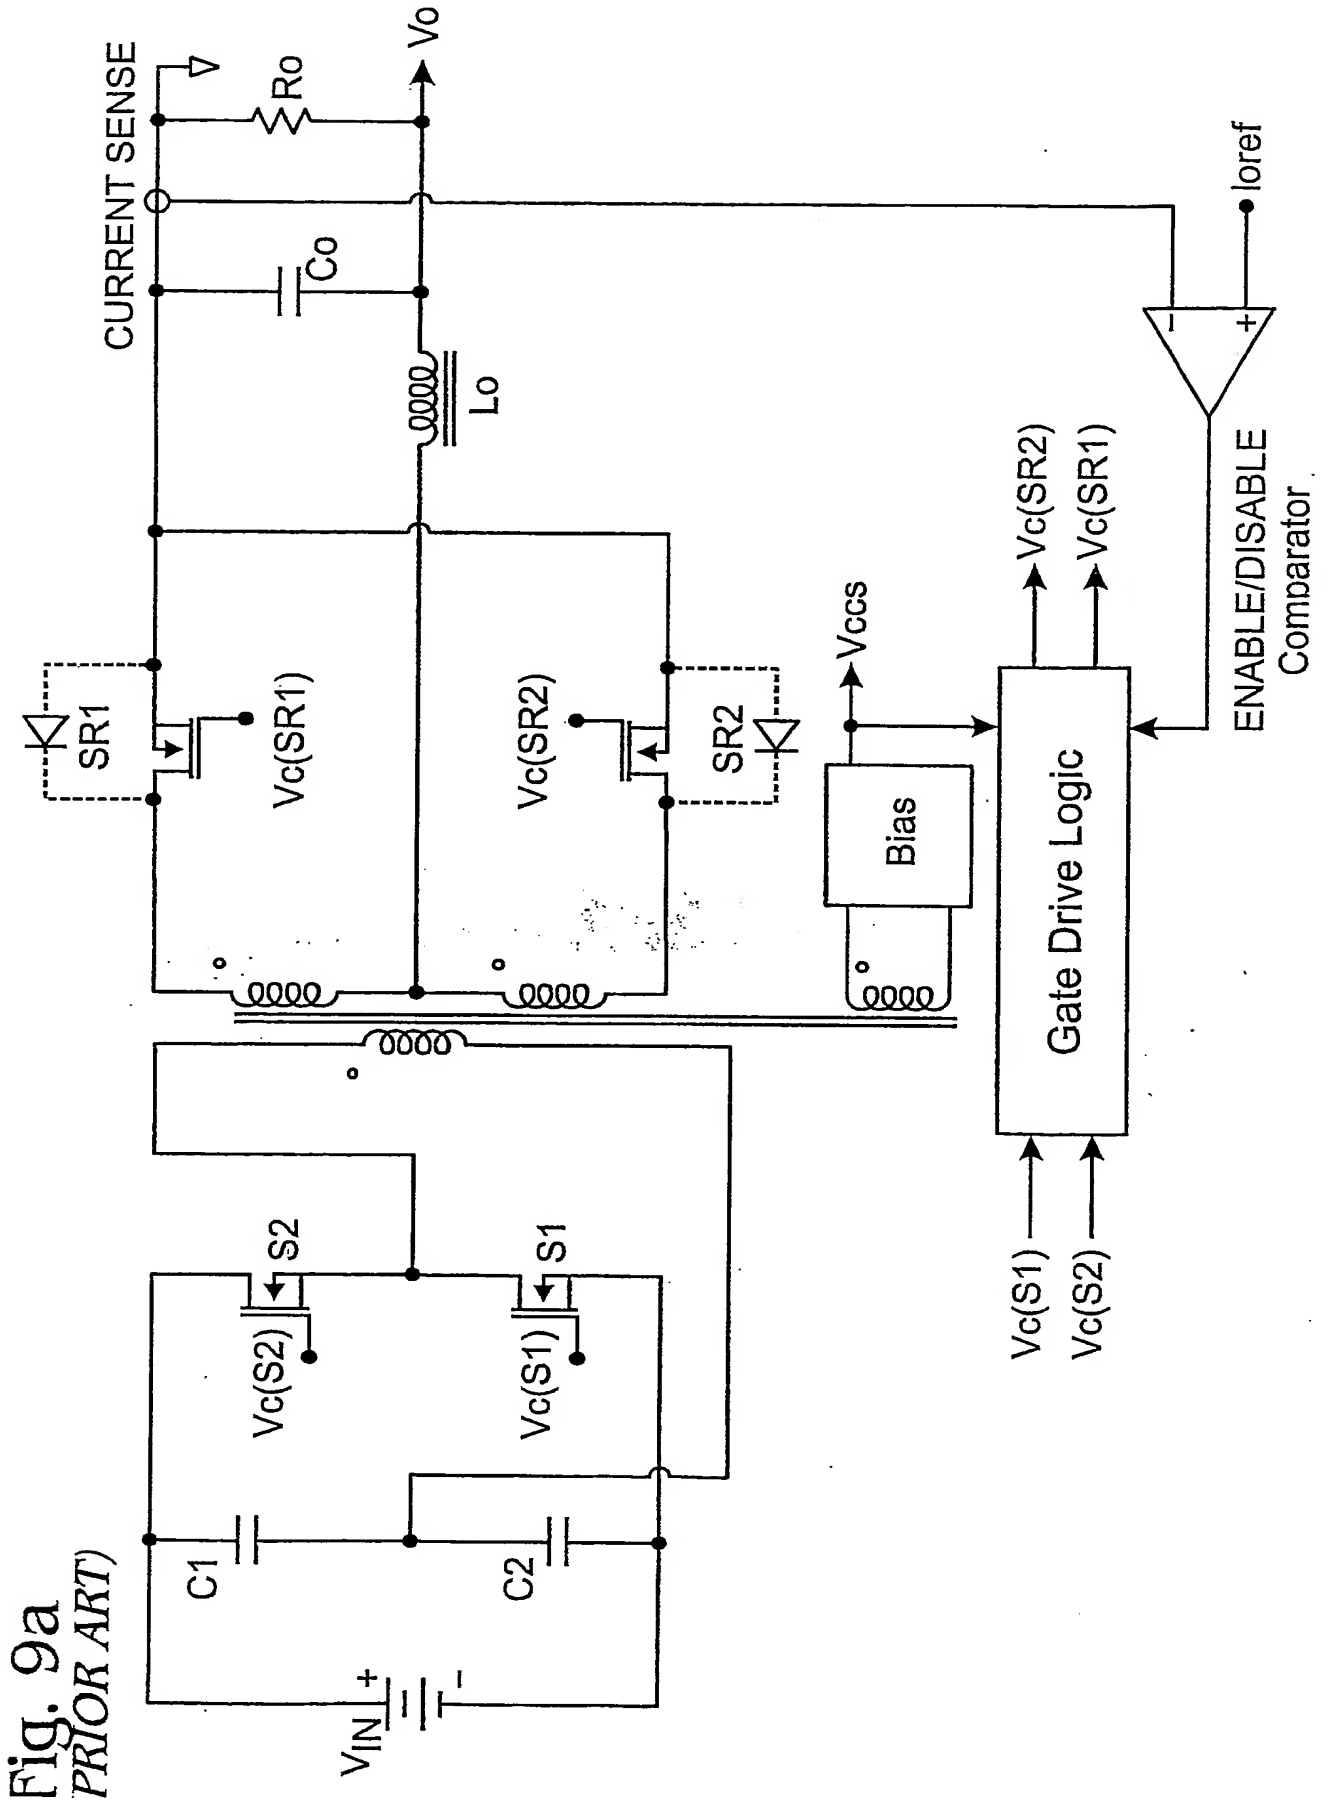 Fig. 9a
PRIOR ART)
VIN
+
−
C1
C2
Vc(S2)
S2
Vc(S1)
S1
SR1
Vc(SR1)
Vc(SR2)
SR2
Lo
Co
CURRENT SENSE
Ro
Vo
Bias
Vccs
Vc(S1)
Vc(S2)
Gate Drive Logic
Vc(SR2)
Vc(SR1)
ENABLE/DISABLE
Comparator
−
+
Ioref